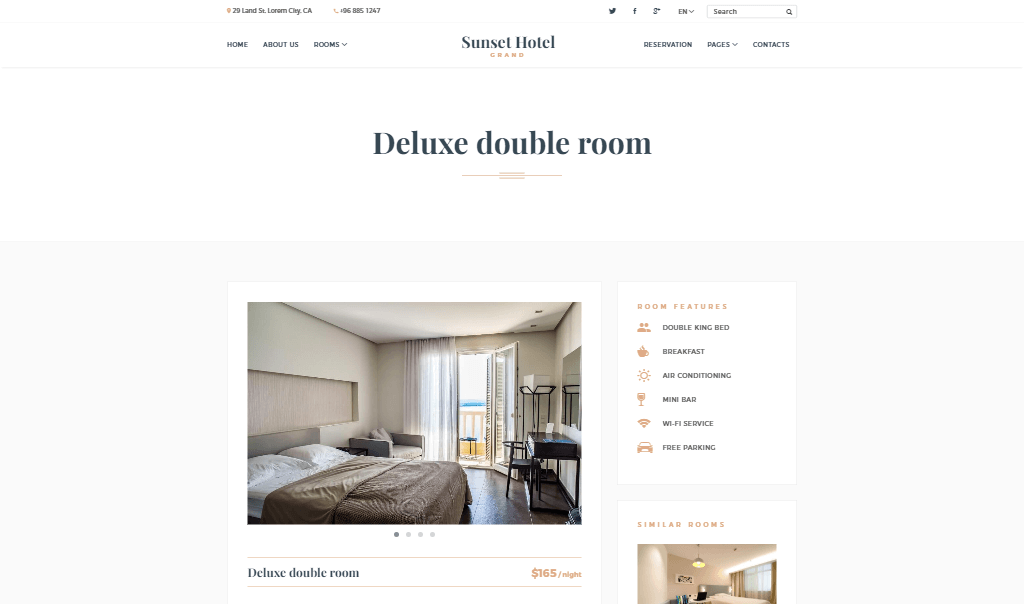 29 Land St. Lorem City. CA
+96 885 1247
EN
Search
HOME
ABOUT US
ROOMS
Sunset Hotel
GRAND
RESERVATION
PAGES
CONTACTS
Deluxe double room
ROOM FEATURES
DOUBLE KING BED
BREAKFAST
AIR CONDITIONING
MINI BAR
WI-FI SERVICE
FREE PARKING
SIMILAR ROOMS
Deluxe double room
$165 / night